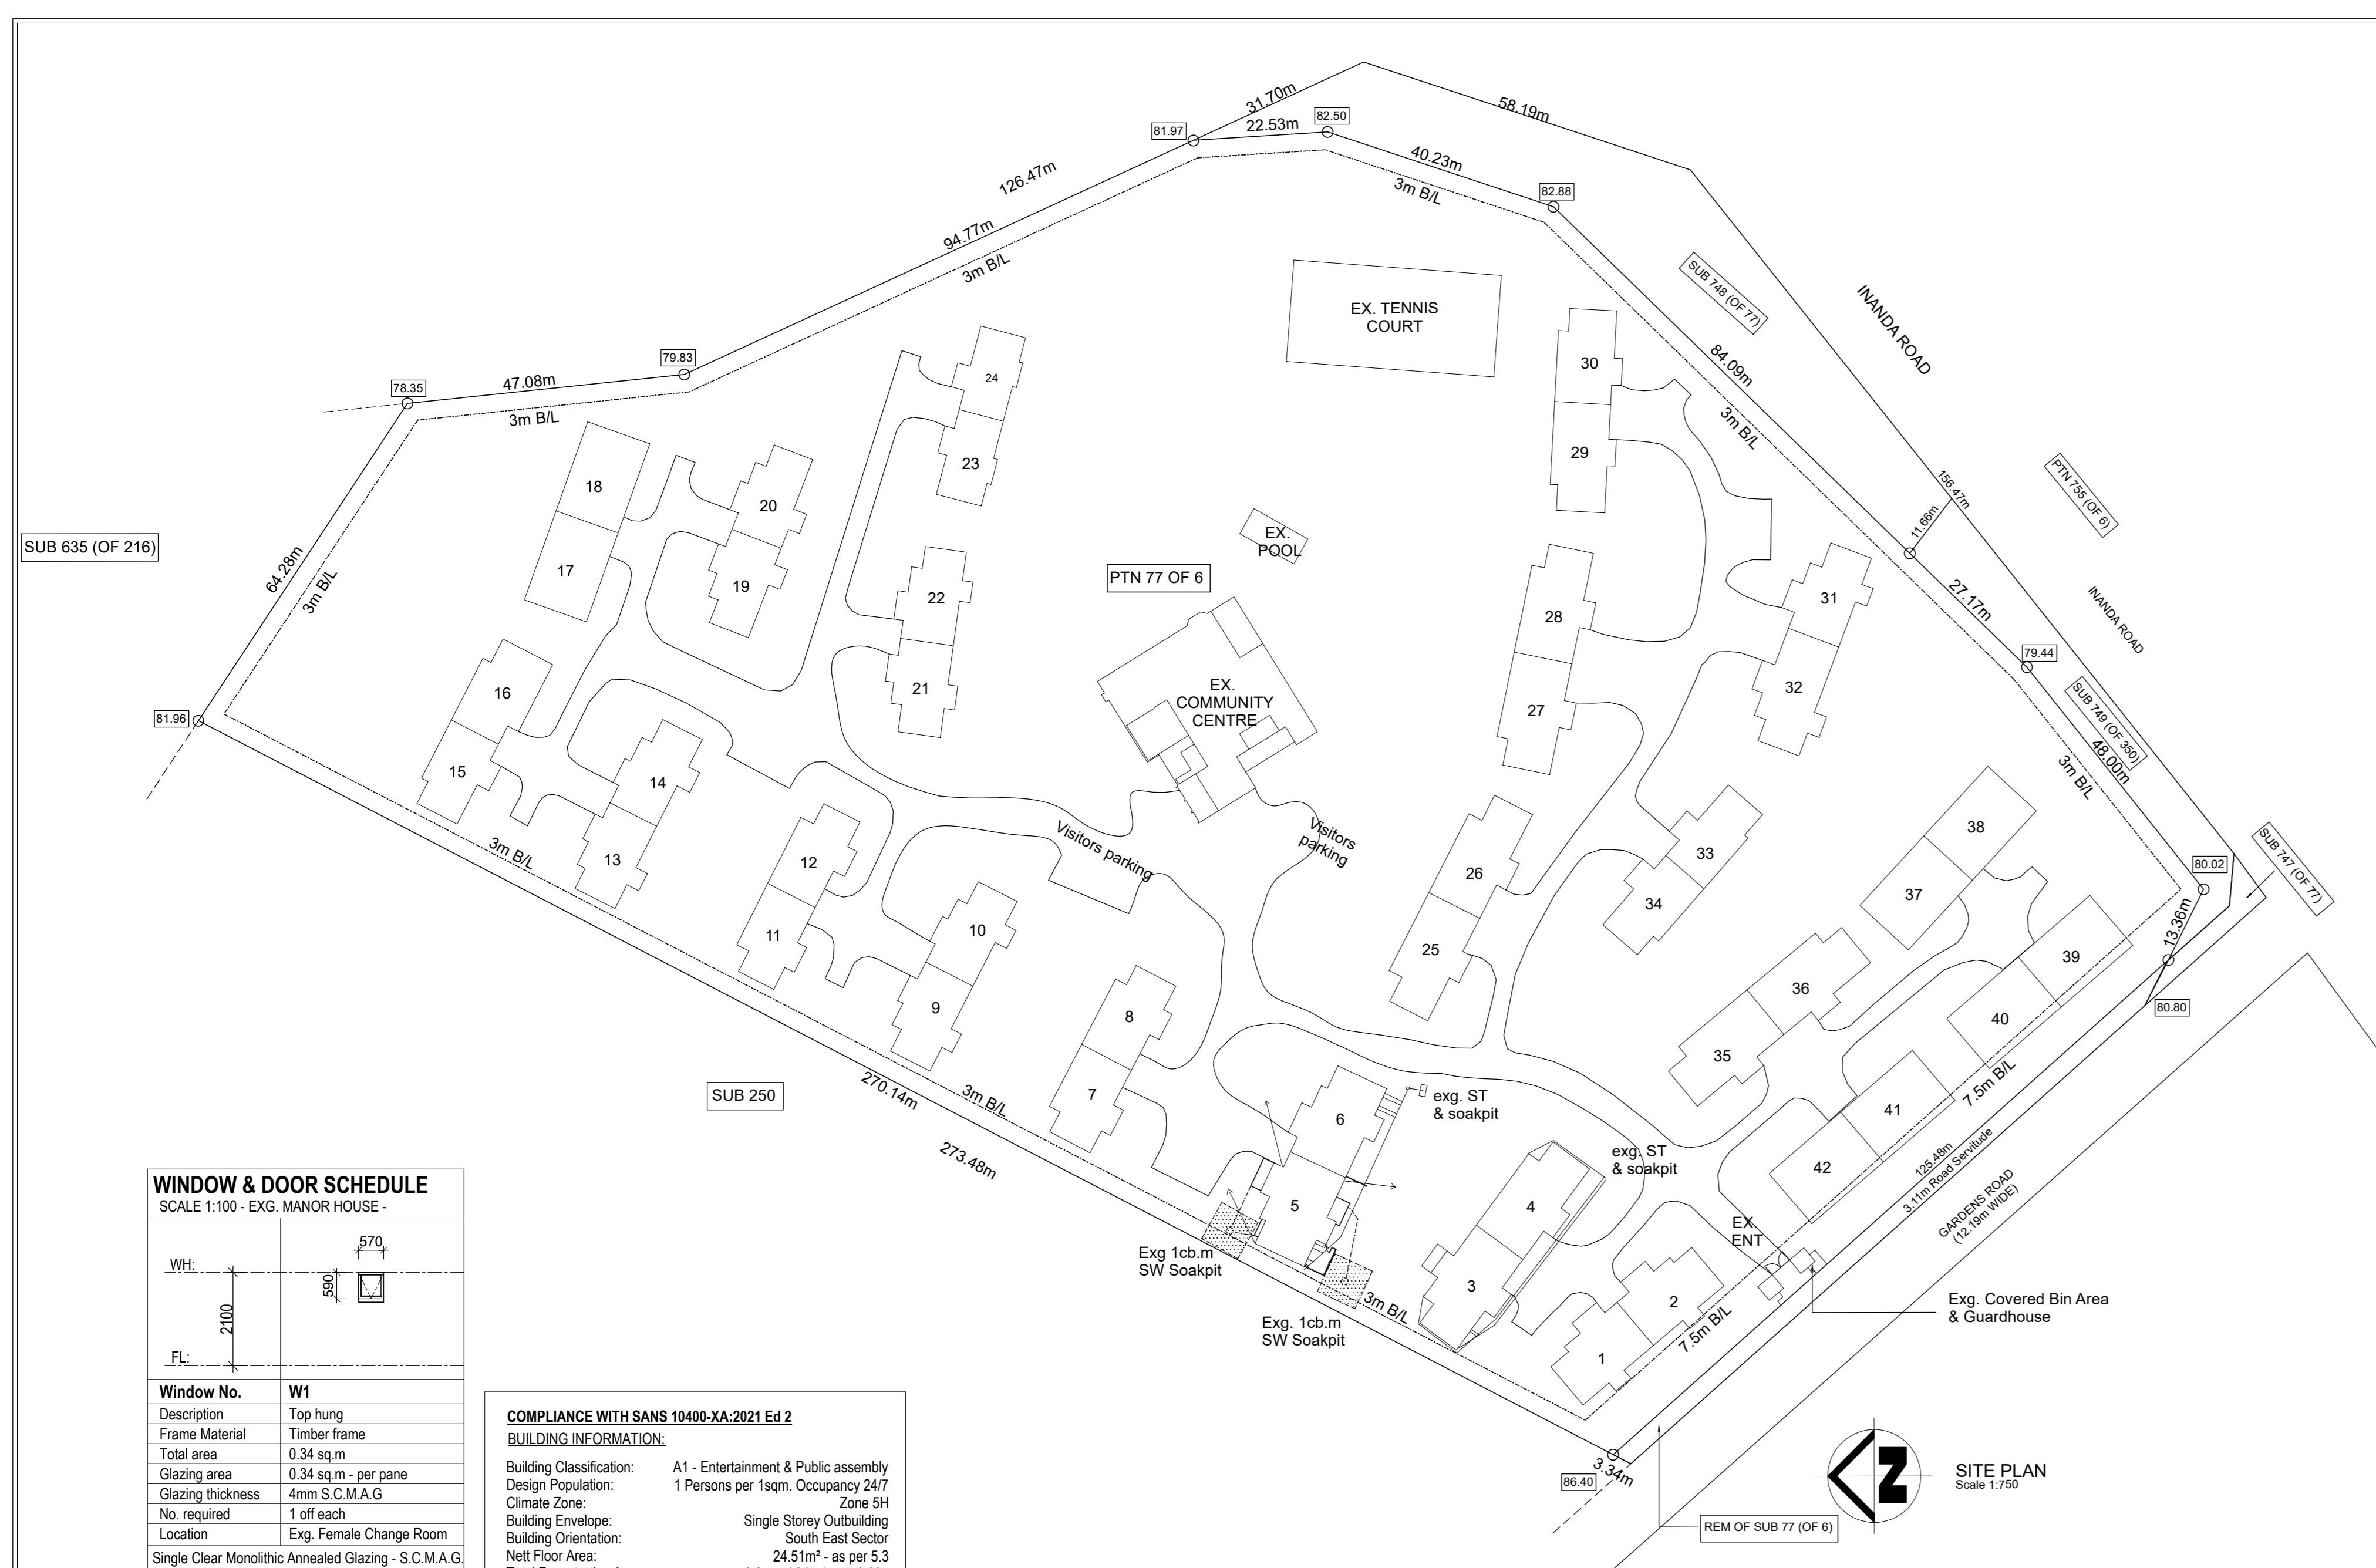 31.70m
58.19m
82.50
81.97
22.53m
40.23m
126.47m
3m B/L
82.88
94.77m
3m B/L
SUB 748 (OF 77)
INANDA ROAD
EX. TENNIS
COURT
84.09m
3m B/L
79.83
78.35
47.08m
3m B/L
30
29
24
23
18
17
20
19
156.47m
11.66m
PTN 755 (OF 6)
EX.
POOL
SUB 635 (OF 216)
64.28m
3m B/L
PTN 77 OF 6
22
21
28
27
31
32
27.17m
INANDA ROAD
79.44
SUB 749 (OF 350)
48.00m
3m B/L
EX.
COMMUNITY
CENTRE
16
15
81.96
14
13
3m B/L
12
11
Visitors parking
Visitors
parking
26
25
33
34
38
37
80.02
SUB 747 (OF 77)
13.36m
10
9
39
40
36
35
80.80
8
7
SUB 250
270.14m
3m B/L
273.48m
7.5m B/L
41
42
6
5
exg. ST
& soakpit
exg. ST
& soakpit
4
3
125.48m
3.11m Road Servitude
GARDENS ROAD
(12.19m WIDE)
EX.
ENT
Exg 1cb.m
SW Soakpit
Exg. 1cb.m
SW Soakpit
3m B/L
2
1
7.5m B/L
Exg. Covered Bin Area
& Guardhouse
86.40
3.34m
REM OF SUB 77 (OF 6)
Z
SITE PLAN
Scale 1:750
WINDOW & DOOR SCHEDULE
SCALE 1:100 - EXG. MANOR HOUSE -
570
WH:
590
2100
FL:
Window No. W1
Description Top hung
Frame Material Timber frame
Total area 0.34 sq.m
Glazing area 0.34 sq.m - per pane
Glazing thickness 4mm S.C.M.A.G
No. required 1 off each
Location Exg. Female Change Room
Single Clear Monolithic Annealed Glazing - S.C.M.A.G.
COMPLIANCE WITH SANS 10400-XA:2021 Ed 2
BUILDING INFORMATION:
Building Classification: A1 - Entertainment & Public assembly
Design Population: 1 Persons per 1sqm. Occupancy 24/7
Climate Zone: Zone 5H
Building Envelope: Single Storey Outbuilding
Building Orientation: South East Sector
Nett Floor Area: 24.51m² - as per 5.3